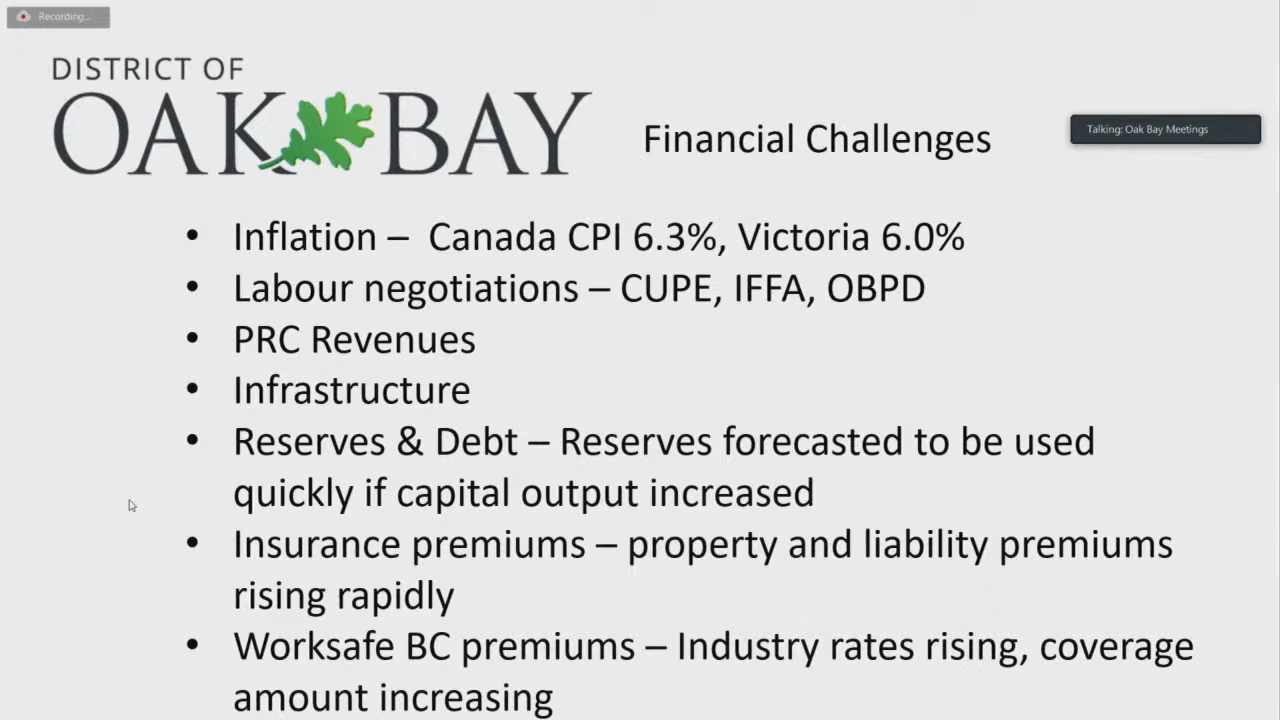 Recording...
DISTRICT OF
OAK BAY
Financial Challenges
Talking: Oak Bay Meetings
• Inflation – Canada CPI 6.3%, Victoria 6.0%
• Labour negotiations – CUPE, IFFA, OBPD
• PRC Revenues
• Infrastructure
• Reserves & Debt – Reserves forecasted to be used
quickly if capital output increased
• Insurance premiums – property and liability premiums
rising rapidly
• Worksafe BC premiums – Industry rates rising, coverage
amount increasing